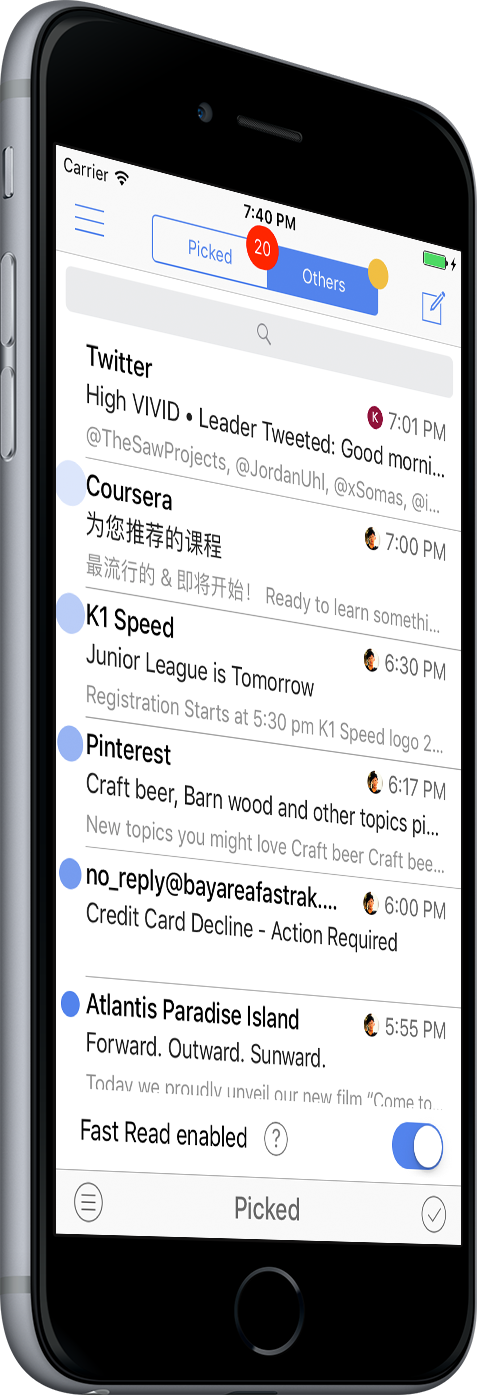 Carrier
7:40 PM
Picked
20
Others
Twitter
High VIVID • Leader Tweeted: Good morni...
K
7:01 PM
@TheSawProjects, @JordanUhl, @xSomas, @i...
Coursera
为您推荐的课程
7:00 PM
最流行的 & 即将开始! Ready to learn somethi...
K1 Speed
Junior League is Tomorrow
6:30 PM
Registration Starts at 5:30 pm K1 Speed logo 2...
Pinterest
Craft beer, Barn wood and other topics pi...
6:17 PM
New topics you might love Craft beer Craft bee...
no_reply@bayareafastrak....
6:00 PM
Credit Card Decline - Action Required
Atlantis Paradise Island
5:55 PM
Forward. Outward. Sunward.
Today we proudly unveil our new film “Come to...
Fast Read enabled ?
Picked